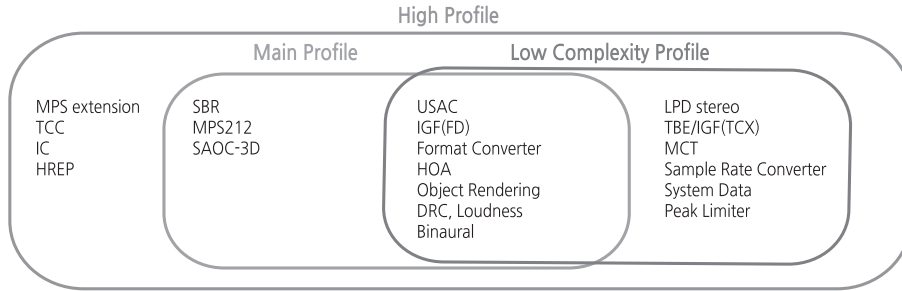 High Profile
Main Profile
Low Complexity Profile
MPS extension
TCC
IC
HREP
SBR
MPS212
SAOC-3D
USAC
IGF(FD)
Format Converter
HOA
Object Rendering
DRC, Loudness
Binaural
LPD stereo
TBE/IGF(TCX)
MCT
Sample Rate Converter
System Data
Peak Limiter